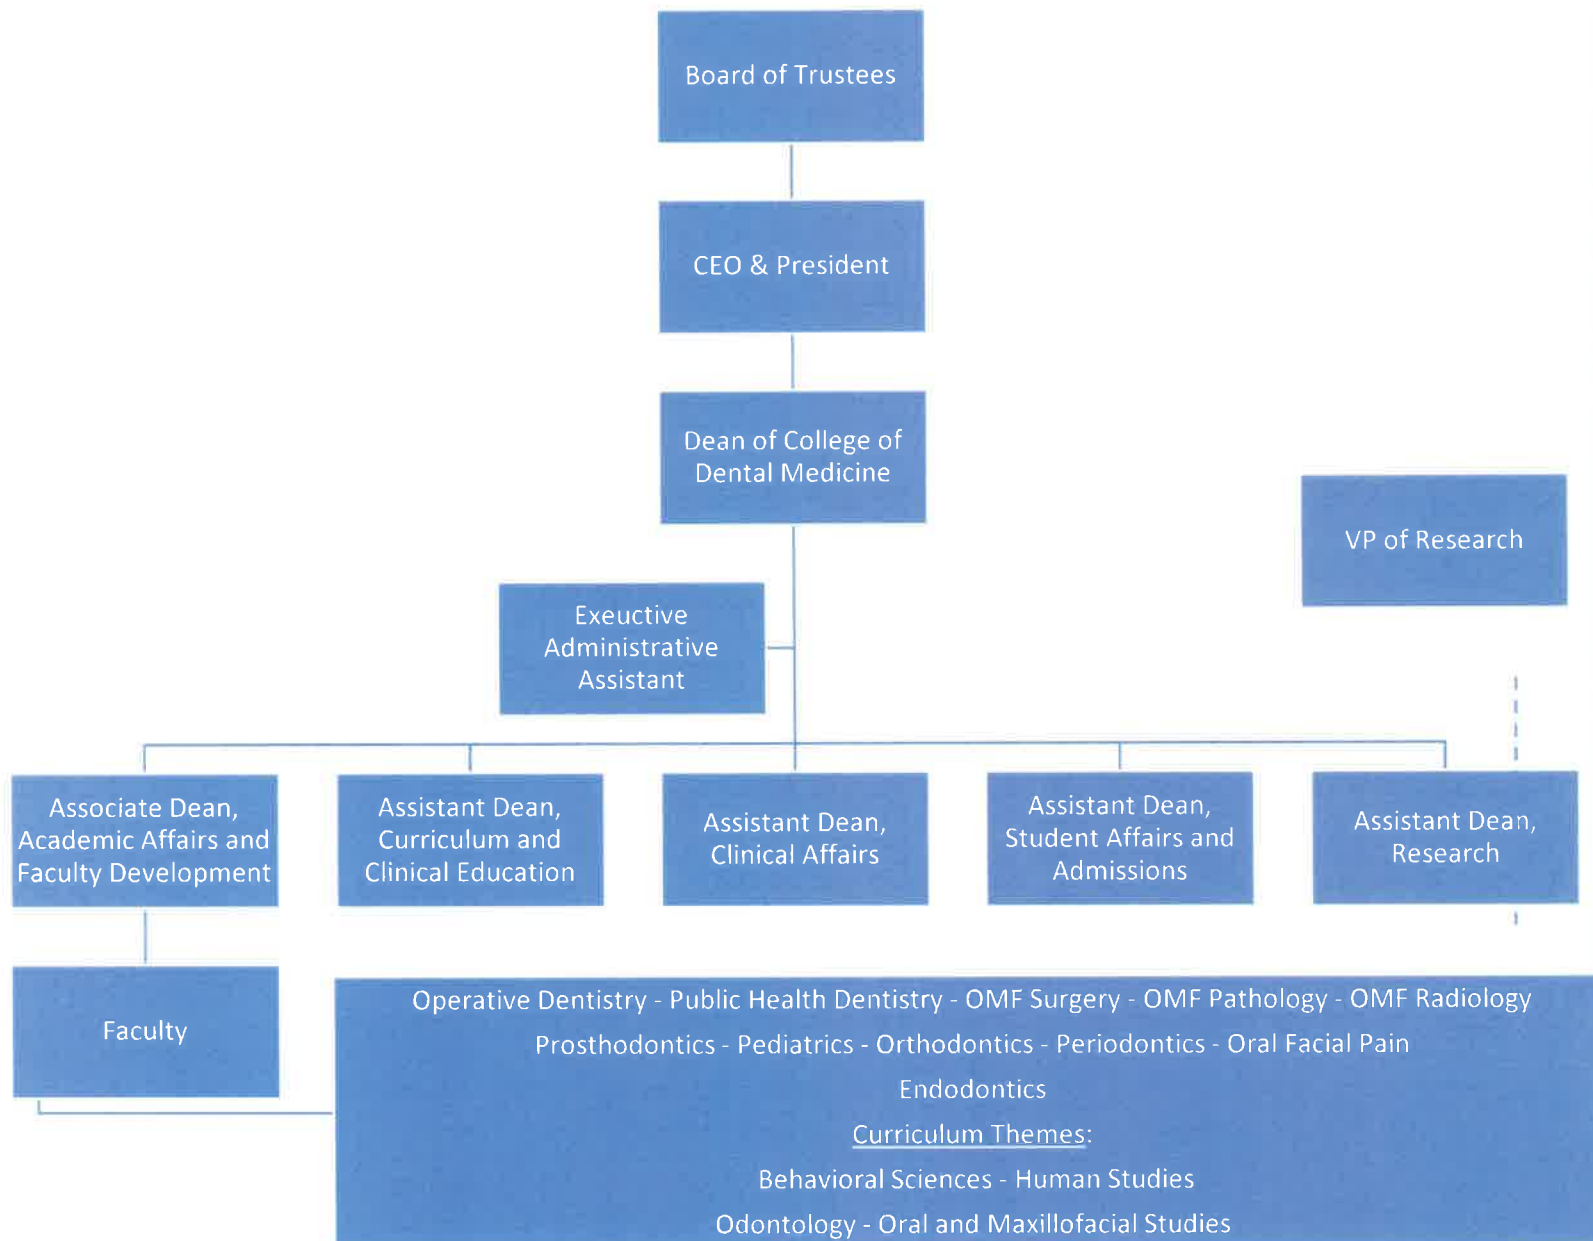 Board of Trustees
CEO & President
Dean of College of
Dental Medicine
VP of Research
Exeuctive
Administrative
Assistant
Associate Dean,
Academic Affairs and
Faculty Development
Assistant Dean,
Curriculum and
Clinical Education
Assistant Dean,
Clinical Affairs
Assistant Dean,
Student Affairs and
Admissions
Assistant Dean,
Research
Faculty
Operative Dentistry - Public Health Dentistry - OMF Surgery - OMF Pathology - OMF Radiology
Prosthodontics - Pediatrics - Orthodontics - Periodontics - Oral Facial Pain
Endodontics
Curriculum Themes:
Behavioral Sciences - Human Studies
Odontology - Oral and Maxillofacial Studies